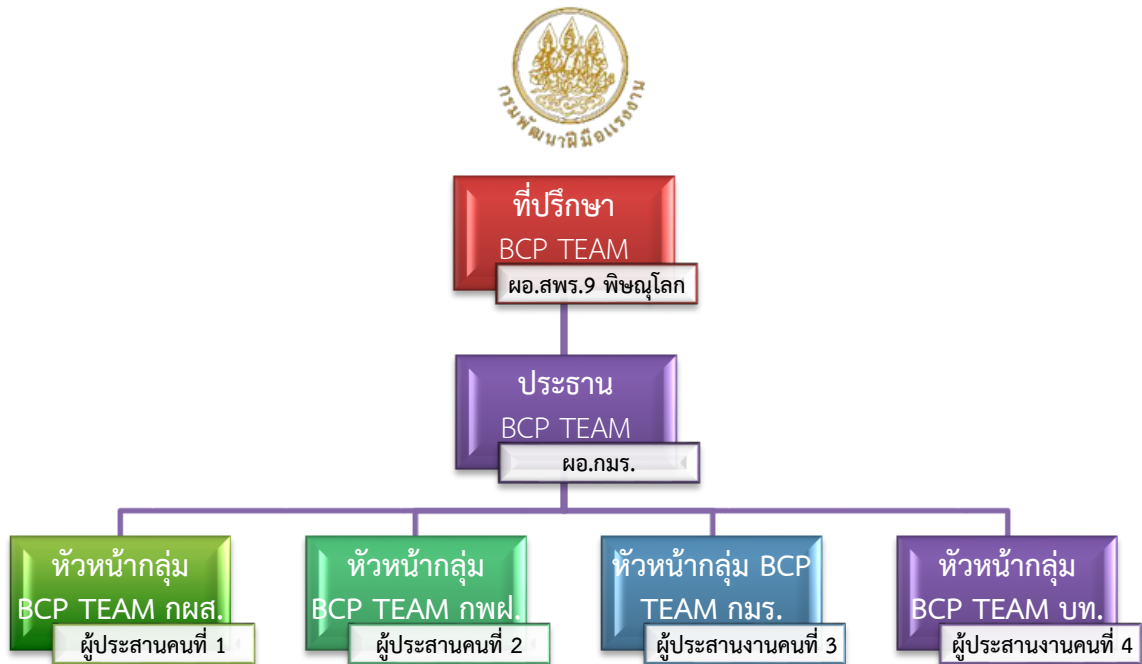 กรมพัฒนาฝีมือแรงงาน
ที่ปรึกษา
BCP TEAM
ผอ.สพร.9 พิษณุโลก
ประธาน
BCP TEAM
ผอ.กมร.
หัวหน้ากลุ่ม
BCP TEAM กผส.
ผู้ประสานคนที่ 1
หัวหน้ากลุ่ม
BCP TEAM กพฝ.
ผู้ประสานคนที่ 2
หัวหน้ากลุ่ม BCP
TEAM กมร.
ผู้ประสานงานคนที่ 3
หัวหน้ากลุ่ม
BCP TEAM บท.
ผู้ประสานงานคนที่ 4